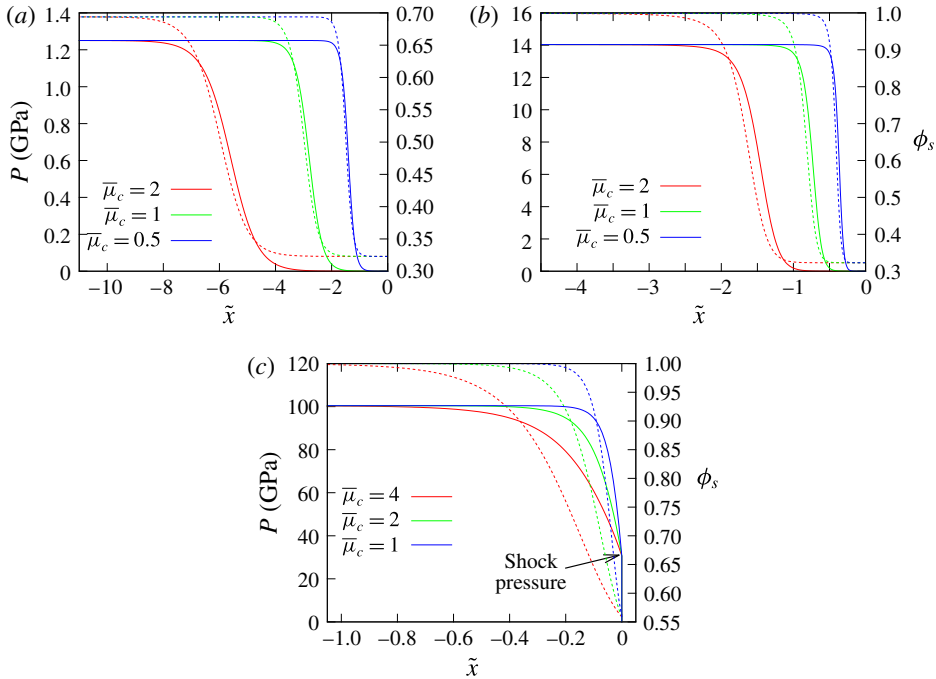 (a)
1.4
1.2
1.0
0.8
0.6
0.4
0.2
0
P (GPa)
0.70
0.65
0.60
0.55
0.50
0.45
0.40
0.35
0.30
μ̅c = 2
μ̅c = 1
μ̅c = 0.5
−10 −8 −6 −4 −2 0
x̃
(b)
16
14
12
10
8
6
4
2
0
1.0
0.9
0.8
0.7
0.6
0.5
0.4
0.3
ϕs
μ̅c = 2
μ̅c = 1
μ̅c = 0.5
−4 −3 −2 −1 0
x̃
(c)
120
100
80
60
40
20
0
P (GPa)
1.00
0.95
0.90
0.85
0.80
0.75
0.70
0.65
0.60
0.55
ϕs
μ̅c = 4
μ̅c = 2
μ̅c = 1
Shock
pressure
−1.0 −0.8 −0.6 −0.4 −0.2 0
x̃